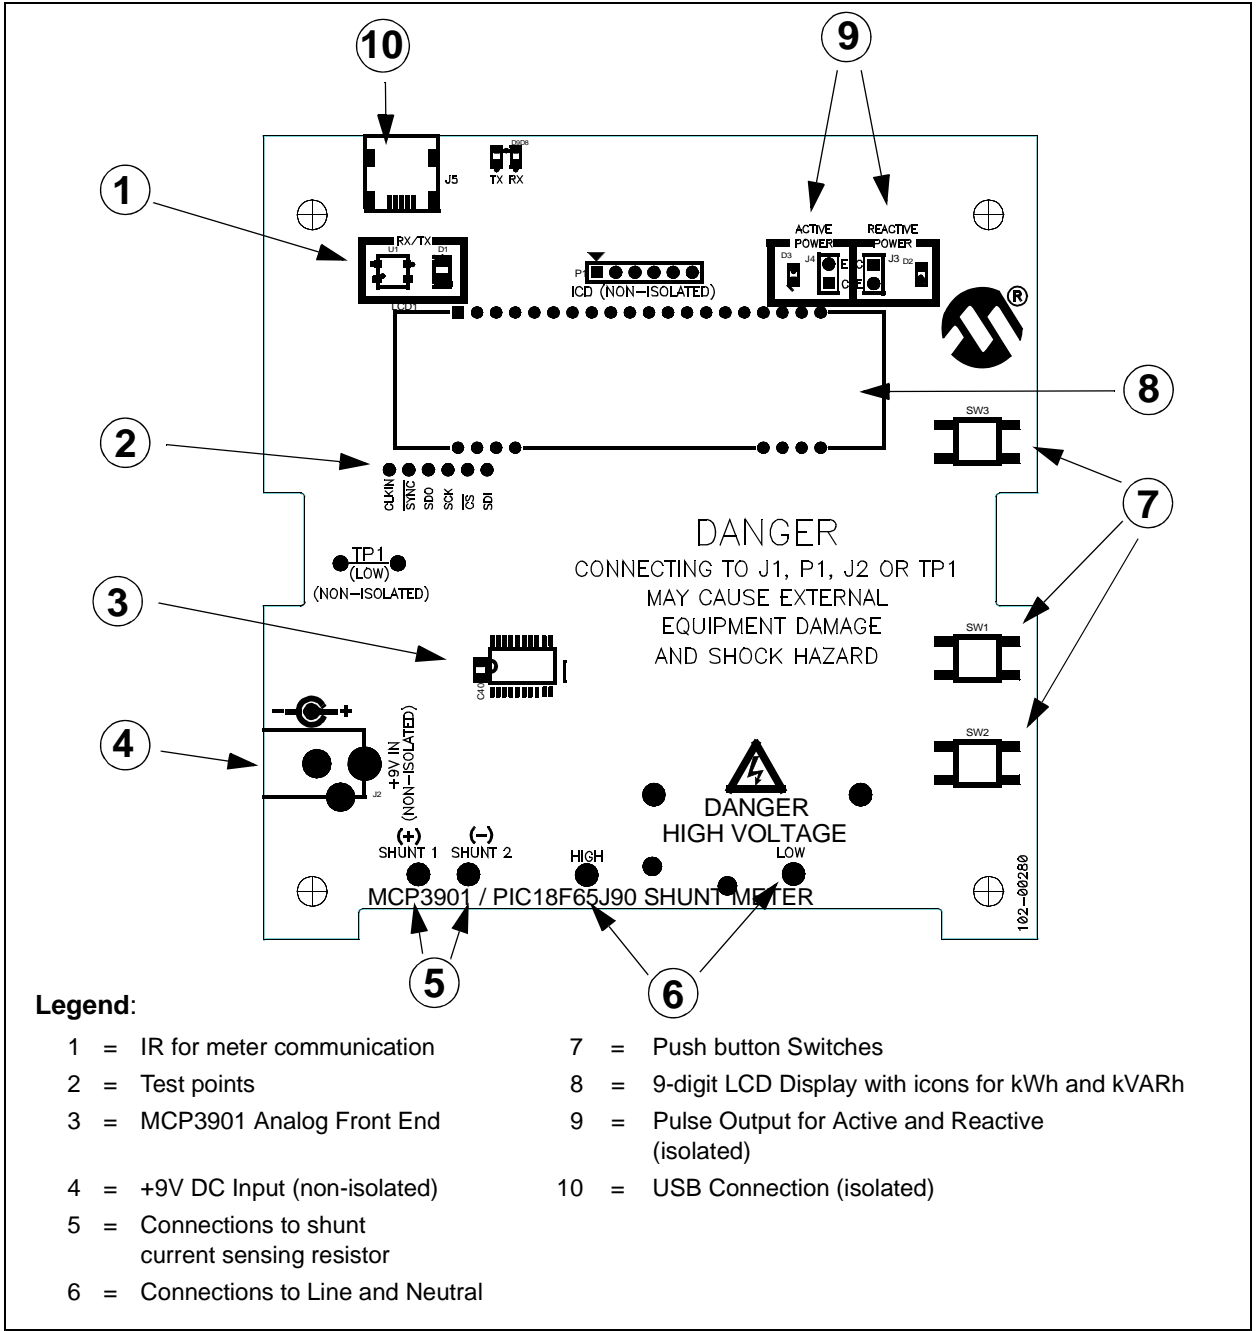 10
9
1
D9D8
J5
TX RX
RX/TX
U1
D1
LCD1
P1
ICD (NON-ISOLATED)
ACTIVE POWER
REACTIVE POWER
D3
J4
E
C
J3
D2
C
E
®
8
2
SW3
CLKIN
SYNC
SDO
SCK
CS
SDI
7
DANGER
CONNECTING TO J1, P1, J2 OR TP1
MAY CAUSE EXTERNAL
EQUIPMENT DAMAGE
AND SHOCK HAZARD
TP1
(LOW)
(NON-ISOLATED)
3
SW1
C40
- +
4
+9V IN
(NON-ISOLATED)
J2
SW2
DANGER
HIGH VOLTAGE
(+)
SHUNT 1
(-)
SHUNT 2
HIGH
LOW
MCP3901 / PIC18F65J90 SHUNT METER
102-00280
5
6
Legend:
1 = IR for meter communication
2 = Test points
3 = MCP3901 Analog Front End
4 = +9V DC Input (non-isolated)
5 = Connections to shunt
current sensing resistor
6 = Connections to Line and Neutral
7 = Push button Switches
8 = 9-digit LCD Display with icons for kWh and kVARh
9 = Pulse Output for Active and Reactive
(isolated)
10 = USB Connection (isolated)